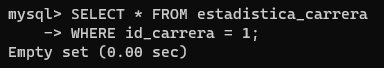 mysql> SELECT * FROM estadistica_carrera
    -> WHERE id_carrera = 1;
Empty set (0.00 sec)